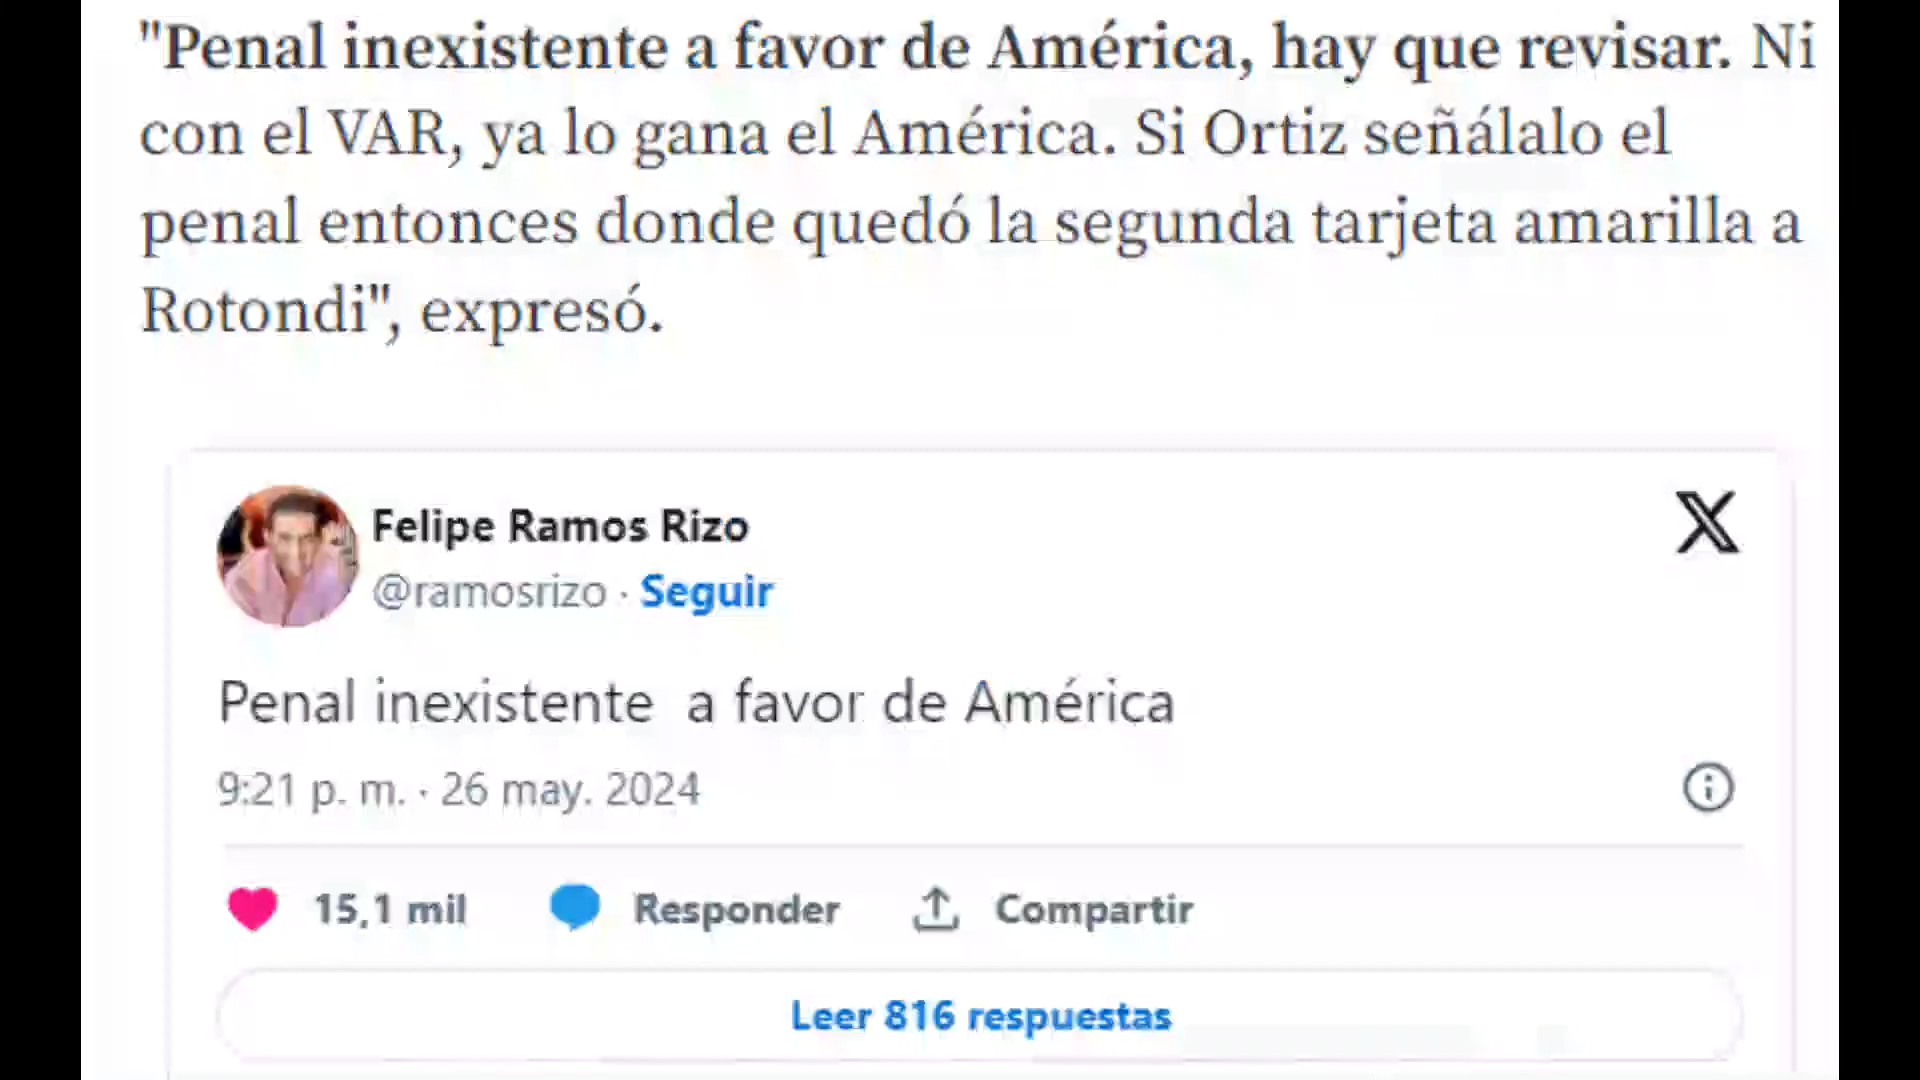 "Penal inexistente a favor de América, hay que revisar. Ni
con el VAR, ya lo gana el América. Si Ortiz señálalo el
penal entonces donde quedó la segunda tarjeta amarilla a
Rotondi", expresó.
Felipe Ramos Rizo
@ramosrizo · Seguir
Penal inexistente a favor de América
9:21 p. m. · 26 may. 2024
15,1 mil Responder Compartir
Leer 816 respuestas